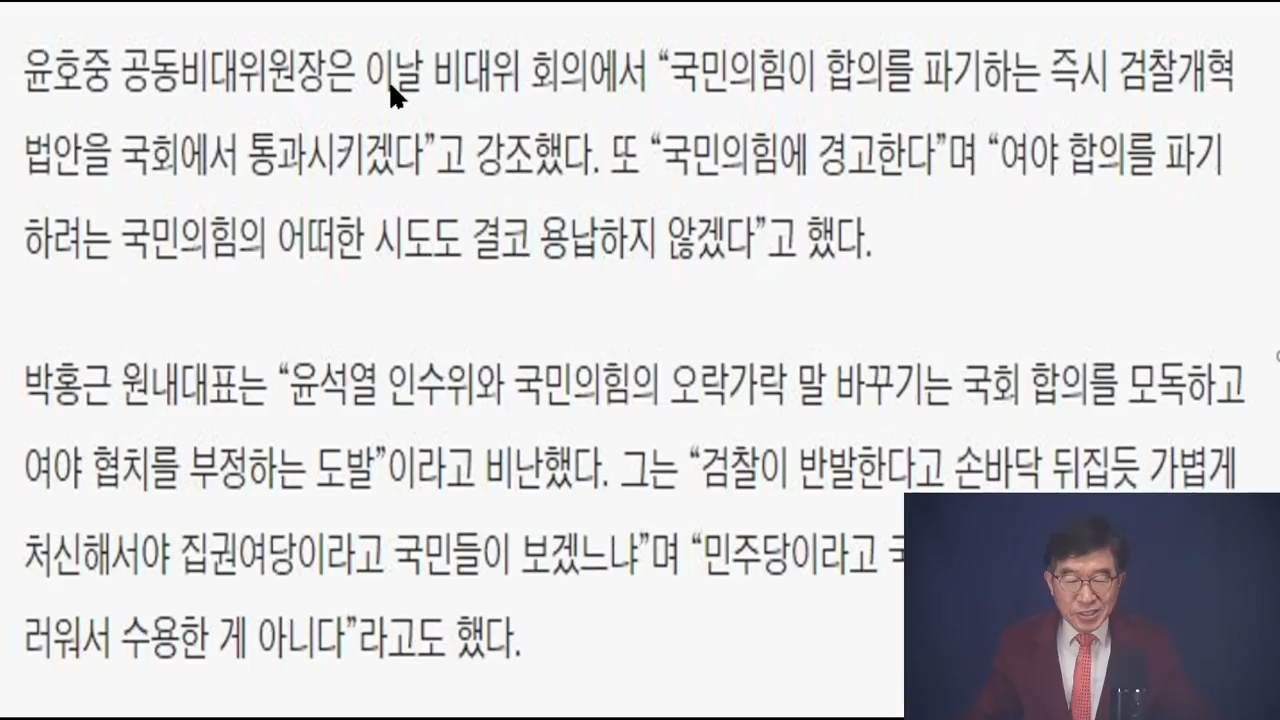 윤호중 공동비대위원장은 이날 비대위 회의에서 “국민의힘이 합의를 파기하는 즉시 검찰개혁
법안을 국회에서 통과시키겠다”고 강조했다. 또 “국민의힘에 경고한다”며 “여야 합의를 파기
하려는 국민의힘의 어떠한 시도도 결코 용납하지 않겠다”고 했다.
박홍근 원내대표는 “윤석열 인수위와 국민의힘의 오락가락 말 바꾸기는 국회 합의를 모독하고
여야 협치를 부정하는 도발”이라고 비난했다. 그는 “검찰이 반발한다고 손바닥 뒤집듯 가볍게
처신해서야 집권여당이라고 국민들이 보겠느냐”며 “민주당이라고
러워서 수용한 게 아니다”라고도 했다.